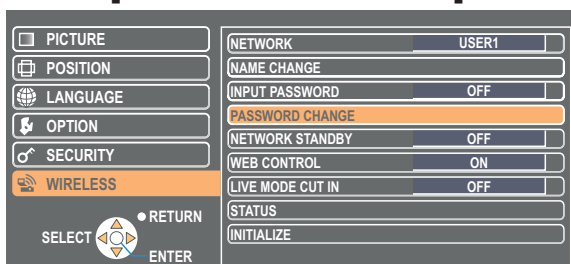 PICTURE
POSITION
LANGUAGE
OPTION
SECURITY
WIRELESS
RETURN
SELECT
ENTER
NETWORK USER1
NAME CHANGE
INPUT PASSWORD OFF
PASSWORD CHANGE
NETWORK STANDBY OFF
WEB CONTROL ON
LIVE MODE CUT IN OFF
STATUS
INITIALIZE